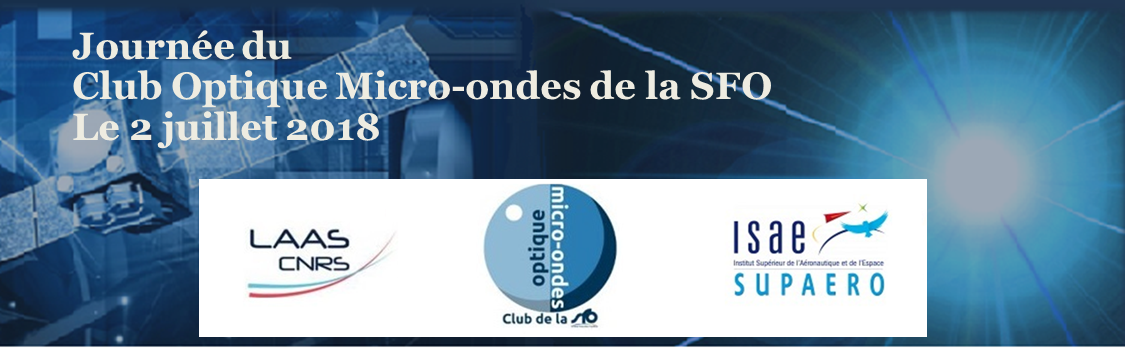 Journée du
Club Optique Micro-ondes de la SFO
Le 2 juillet 2018
LAAS
CNRS
optique
micro-ondes
Club de la sfo
isae
Institut Supérieur de l'Aéronautique et de l'Espace
SUPAERO